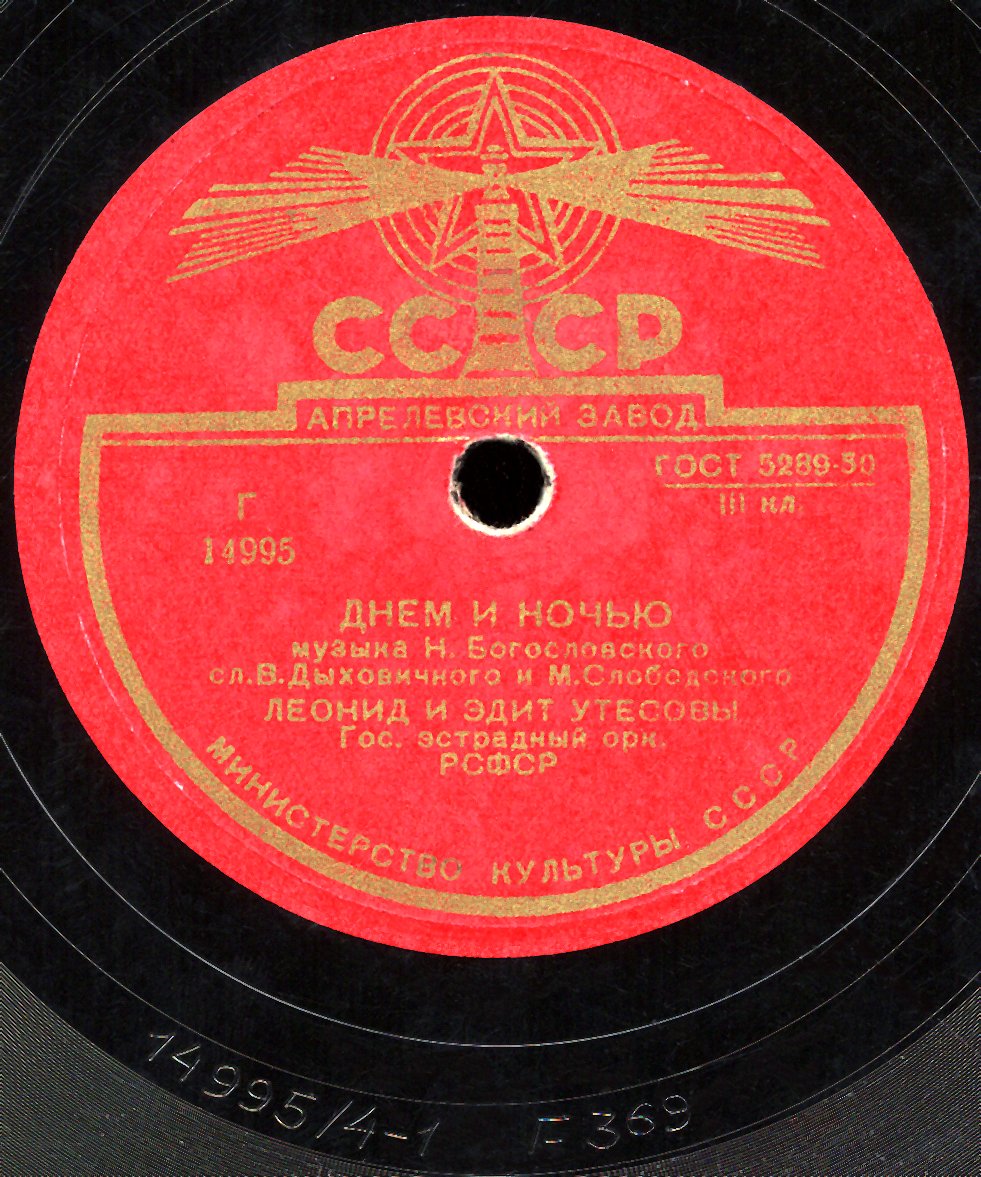 СССР
АПРЕЛЕВСКИЙ ЗАВОД
ГОСТ 5289-50
III кл.
Г
14995
ДНЕМ И НОЧЬЮ
музыка Н. Богословского
сл. В. Дыховичного и М. Слободского
ЛЕОНИД И ЭДИТ УТЕСОВЫ
Гос. эстрадный орк.
РСФСР
МИНИСТЕРСТВО КУЛЬТУРЫ СССР
14995/4-1 F369